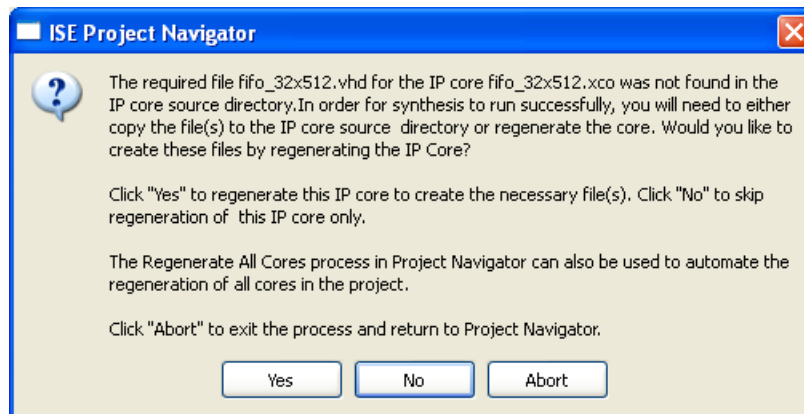 ISE Project Navigator
The required file fifo_32x512.vhd for the IP core fifo_32x512.xco was not found in the
IP core source directory.In order for synthesis to run successfully, you will need to either
copy the file(s) to the IP core source  directory or regenerate the core. Would you like to
create these files by regenerating the IP Core?
Click "Yes" to regenerate this IP core to create the necessary file(s). Click "No" to skip
regeneration of  this IP core only.
The Regenerate All Cores process in Project Navigator can also be used to automate the
regeneration of all cores in the project.
Click "Abort" to exit the process and return to Project Navigator.
Yes No Abort